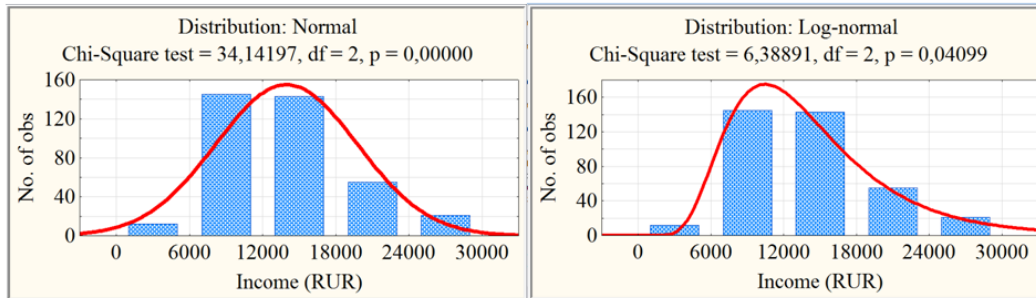 Distribution: Normal
Chi-Square test = 34,14197, df = 2, p = 0,00000
160
120
80
40
0
No. of obs
0 6000 12000 18000 24000 30000
Income (RUR)
Distribution: Log-normal
Chi-Square test = 6,38891, df = 2, p = 0,04099
160
120
80
40
0
No. of obs
0 6000 12000 18000 24000 30000
Income (RUR)